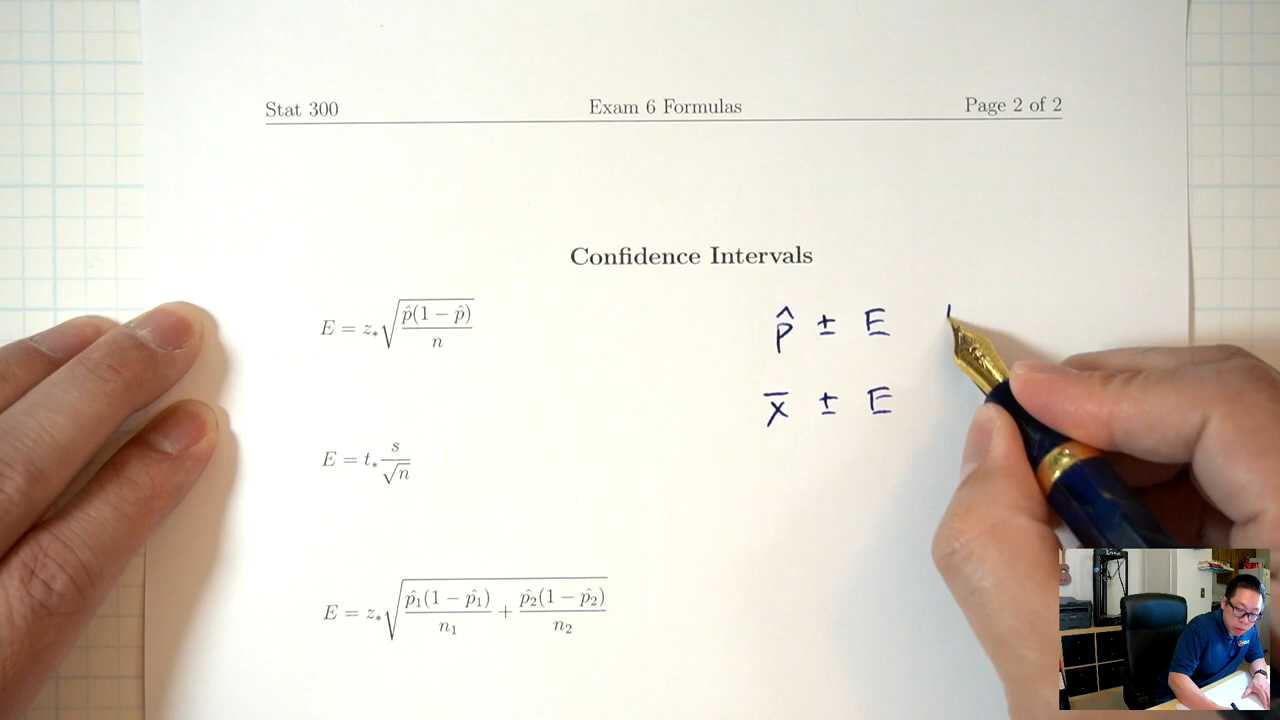 Stat 300 Exam 6 Formulas Page 2 of 2
Confidence Intervals
E = z* √(p̂(1 − p̂)/n) p̂ ± E
x̄ ± E
E = t* s/√n
E = z* √(p̂1(1 − p̂1)/n1 + p̂2(1 − p̂2)/n2)